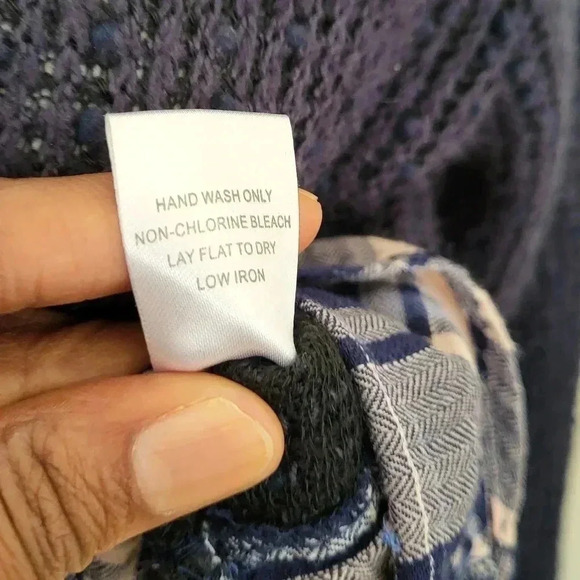 HAND WASH ONLY
NON-CHLORINE BLEACH
LAY FLAT TO DRY
LOW IRON